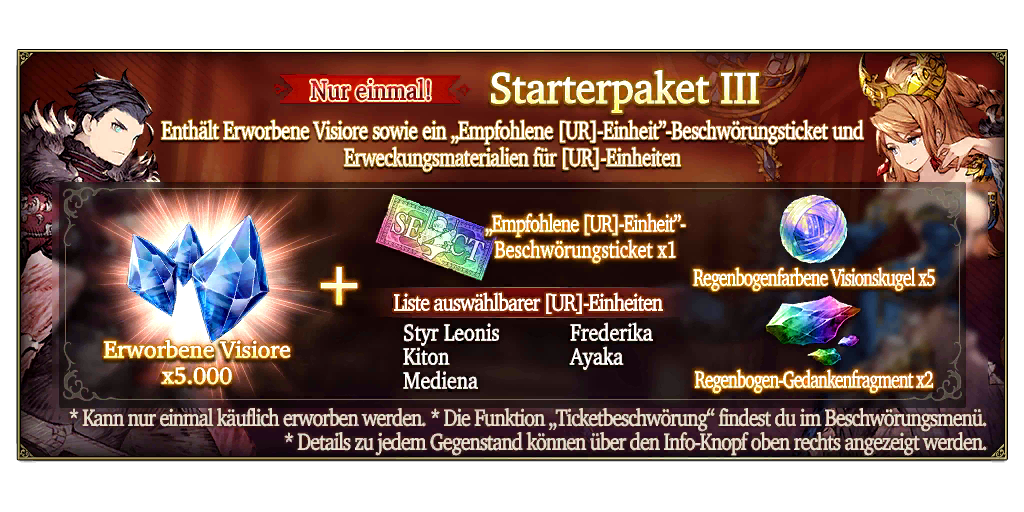 Nur einmal!
Starterpaket III
Enthält Erworbene Visiore sowie ein „Empfohlene [UR]-Einheit”-Beschwörungsticket und
Erweckungsmaterialien für [UR]-Einheiten
SELECT
„Empfohlene [UR]-Einheit”-
Beschwörungsticket x1
Liste auswählbarer [UR]-Einheiten
Styr Leonis
Frederika
Kiton
Ayaka
Mediena
Erworbene Visiore
x5.000
Regenbogenfarbene Visionskugel x5
Regenbogen-Gedankenfragment x2
* Kann nur einmal käuflich erworben werden. * Die Funktion „Ticketbeschwörung“ findest du im Beschwörungsmenü.
* Details zu jedem Gegenstand können über den Info-Knopf oben rechts angezeigt werden.